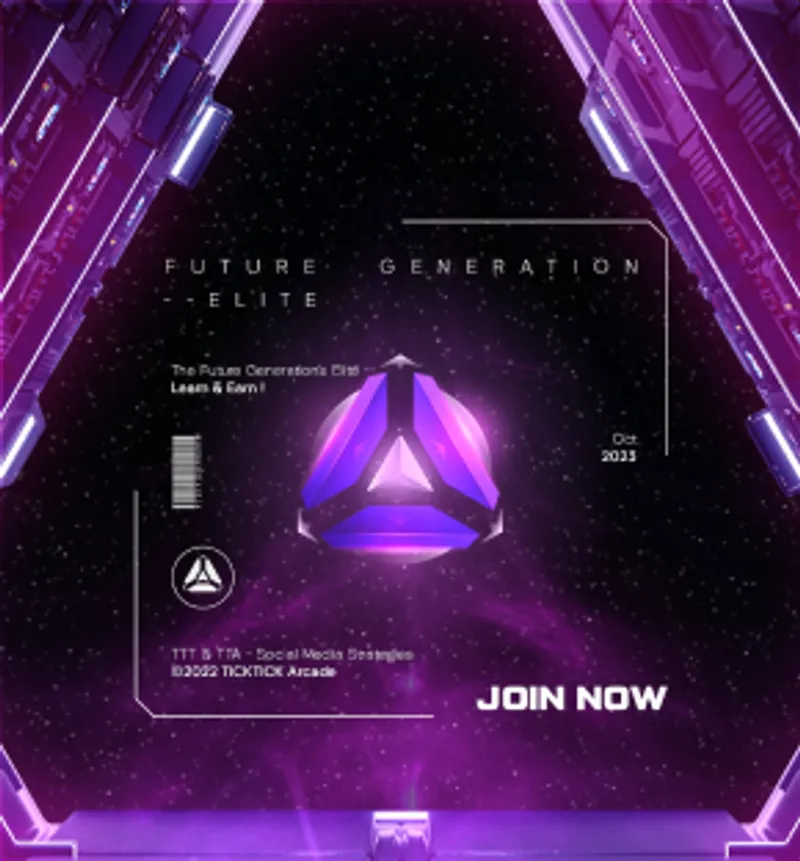 FUTURE GENERATION
--ELITE
The Future Generation's Elite
Learn & Earn !
Oct
2023
TTT & TTA - Social Media Strategies
©2022 TICKTICK Arcade
JOIN NOW